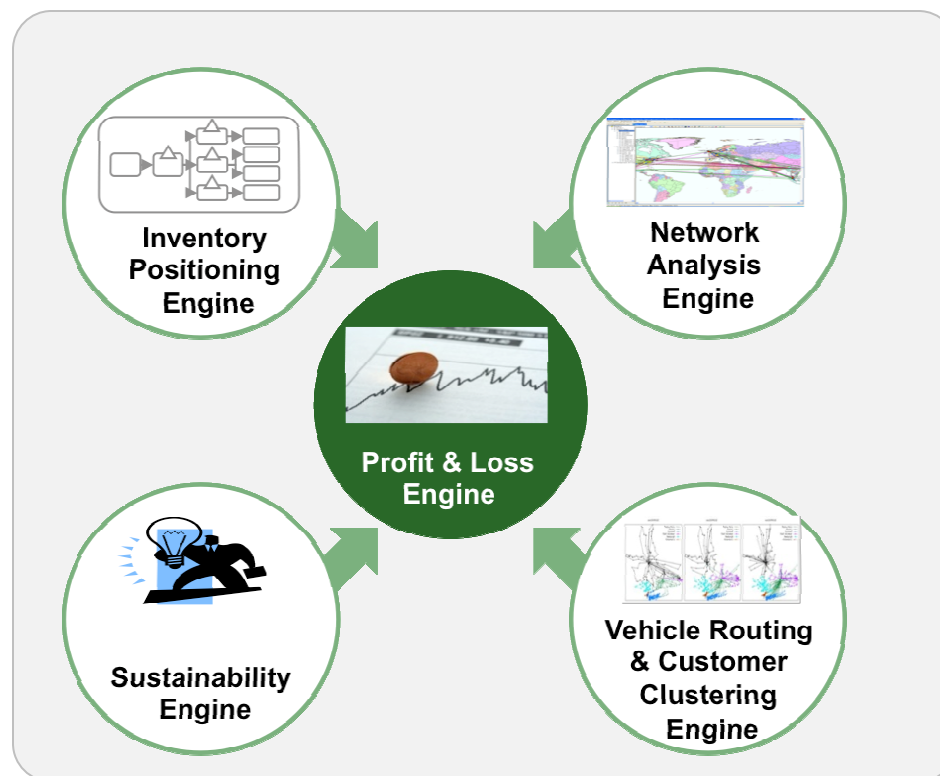 Inventory
Positioning
Engine
Network
Analysis
Engine
Profit & Loss
Engine
Sustainability
Engine
Vehicle Routing
& Customer
Clustering
Engine